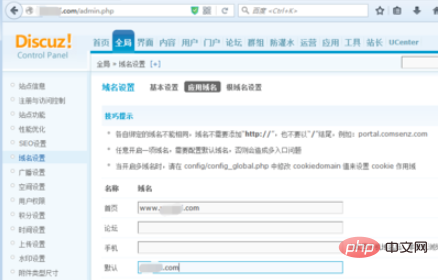 .com/admin.php
百度 <Ctrl+K>
Discuz!
Control Panel
首页 全局 界面 内容 用户 门户 论坛 群组 防灌水 运营 应用 工具 站长 UCenter
全局 » 域名设置 [+]
站点信息
注册与访问控制
站点功能
性能优化
SEO设置
域名设置
广播设置
空间设置
用户权限
积分设置
时间设置
上传设置
水印设置
附件类型尺寸
域名设置 基本设置 应用域名 根域名设置
技巧提示
各自绑定的域名不能相同，域名不需要添加"http://"，也不要以"/"结尾，例如：portal.comsenz.com
任意开启一项域名，需要配置默认域名，否则会造成多入口问题
当开启多域名时，请在 config/config_global.php 中修改 cookiedomain 值来设置 cookie 作用域
名称 域名
首页 www. .com
论坛
手机
默认 .com
php 中文网